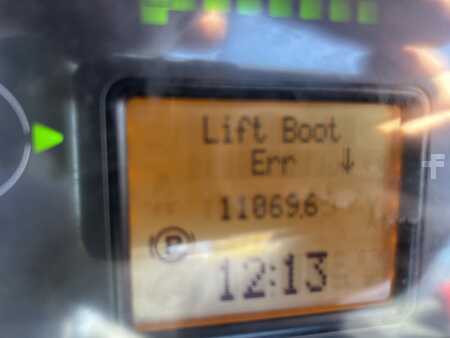 Lift Boot
Err ↓
11069.6
P
12:13
F